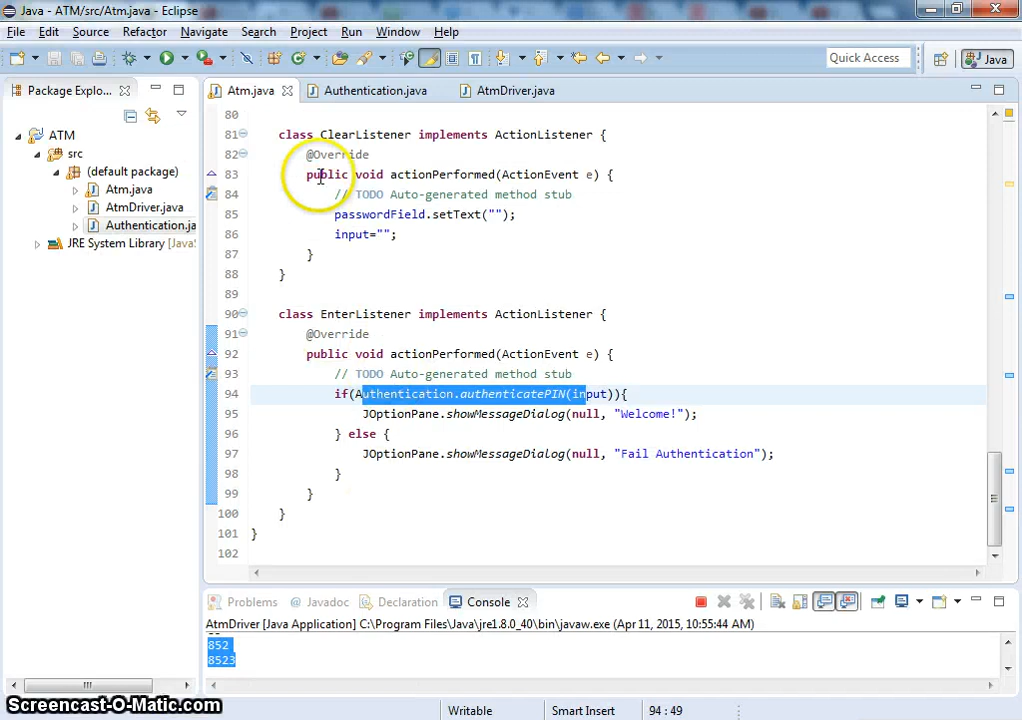 Java - ATM/src/Atm.java - Eclipse
File Edit Source Refactor Navigate Search Project Run Window Help
Quick Access Java
Package Explo... Atm.java Authentication.java AtmDriver.java
ATM
src
(default package)
Atm.java
AtmDriver.java
Authentication.ja
JRE System Library [Java
80
81 class ClearListener implements ActionListener {
82 @Override
83 public void actionPerformed(ActionEvent e) {
84 // TODO Auto-generated method stub
85 passwordField.setText("");
86 input="";
87 }
88 }
89
90 class EnterListener implements ActionListener {
91 @Override
92 public void actionPerformed(ActionEvent e) {
93 // TODO Auto-generated method stub
94 if(Authentication.authenticatePIN(input)){
95 JOptionPane.showMessageDialog(null, "Welcome!");
96 } else {
97 JOptionPane.showMessageDialog(null, "Fail Authentication");
98 }
99 }
100 }
101 }
102
Problems Javadoc Declaration Console
AtmDriver [Java Application] C:\Program Files\Java\jre1.8.0_40\bin\javaw.exe (Apr 11, 2015, 10:55:44 AM)
852
8523
Screencast-O-Matic.com
Writable Smart Insert 94 : 49